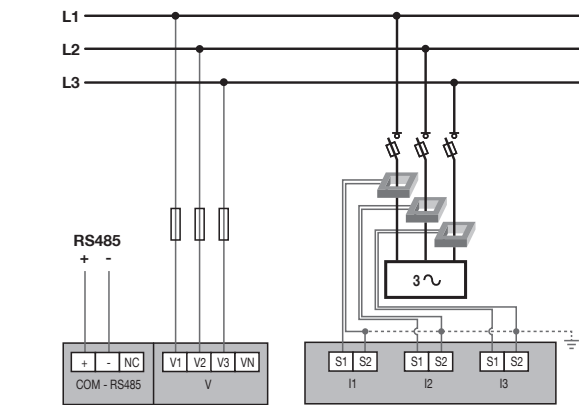 L1
L2
L3
RS485
+ -
3
+ - NC
V1 V2 V3 VN
S1 S2
S1 S2
S1 S2
COM - RS485
V
I1
I2
I3